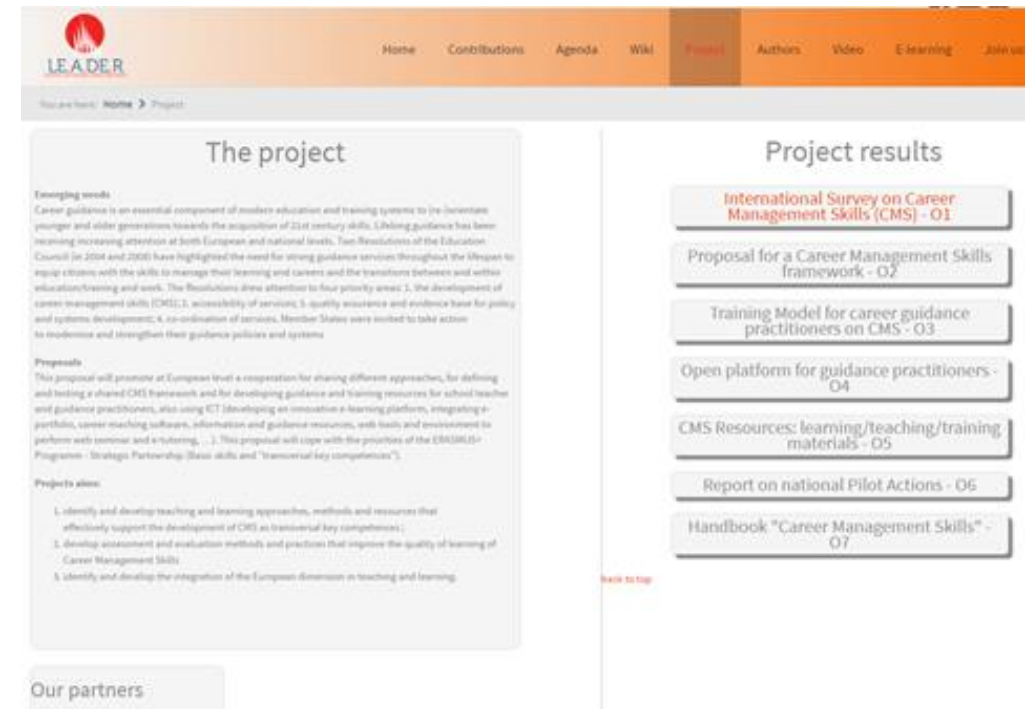 LEADER
Home Contributions Agenda Wiki Project Authors Video E-learning Join us
You are here: Home > Project
The project
Emerging needs
Career guidance is an essential component of modern education and training systems to (re-)orientate
younger and older generations towards the acquisition of 21st century skills. Lifelong guidance has been
receiving increasing attention at both European and national levels. Two Resolutions of the Education
Council (in 2004 and 2008) have highlighted the need for strong guidance services throughout the lifespan to
equip citizens with the skills to manage their learning and careers and the transitions between and within
education/training and work. The Resolutions drew attention to four priority areas: 1. the development of
career management skills (CMS); 2. accessibility of services; 3. quality assurance and evidence base for policy
and systems development; 4. co-ordination of services. Member States were invited to take action
to modernise and strengthen their guidance policies and systems
Proposals
This proposal will promote at European level a cooperation for sharing different approaches, for defining
and testing a shared CMS framework and for developing guidance and training resources for school teacher
and guidance practitioners, also using ICT (developing an innovative e-learning platform, integrating e-
portfolio, career maching software, information and guidance resources, web tools and environment to
perform web seminar and e-tutoring, ... ). This proposal will cope with the priorities of the ERASMUS+
Programm - Strategic Partnership (Basic skills and "transversal key competences").
Projects aims:
1. identify and develop teaching and learning approaches, methods and resources that
effectively support the development of CMS as transversal key competences ;
2. develop assessment and evaluation methods and practices that improve the quality of learning of
Career Management Skills
3. identify and develop the integration of the European dimension in teaching and learning.
Our partners
Project results
International Survey on Career
Management Skills (CMS) - O1
Proposal for a Career Management Skills
framework - O2
Training Model for career guidance
practitioners on CMS - O3
Open platform for guidance practitioners -
O4
CMS Resources: learning/teaching/training
materials - O5
Report on national Pilot Actions - O6
Handbook "Career Management Skills" -
O7
back to top